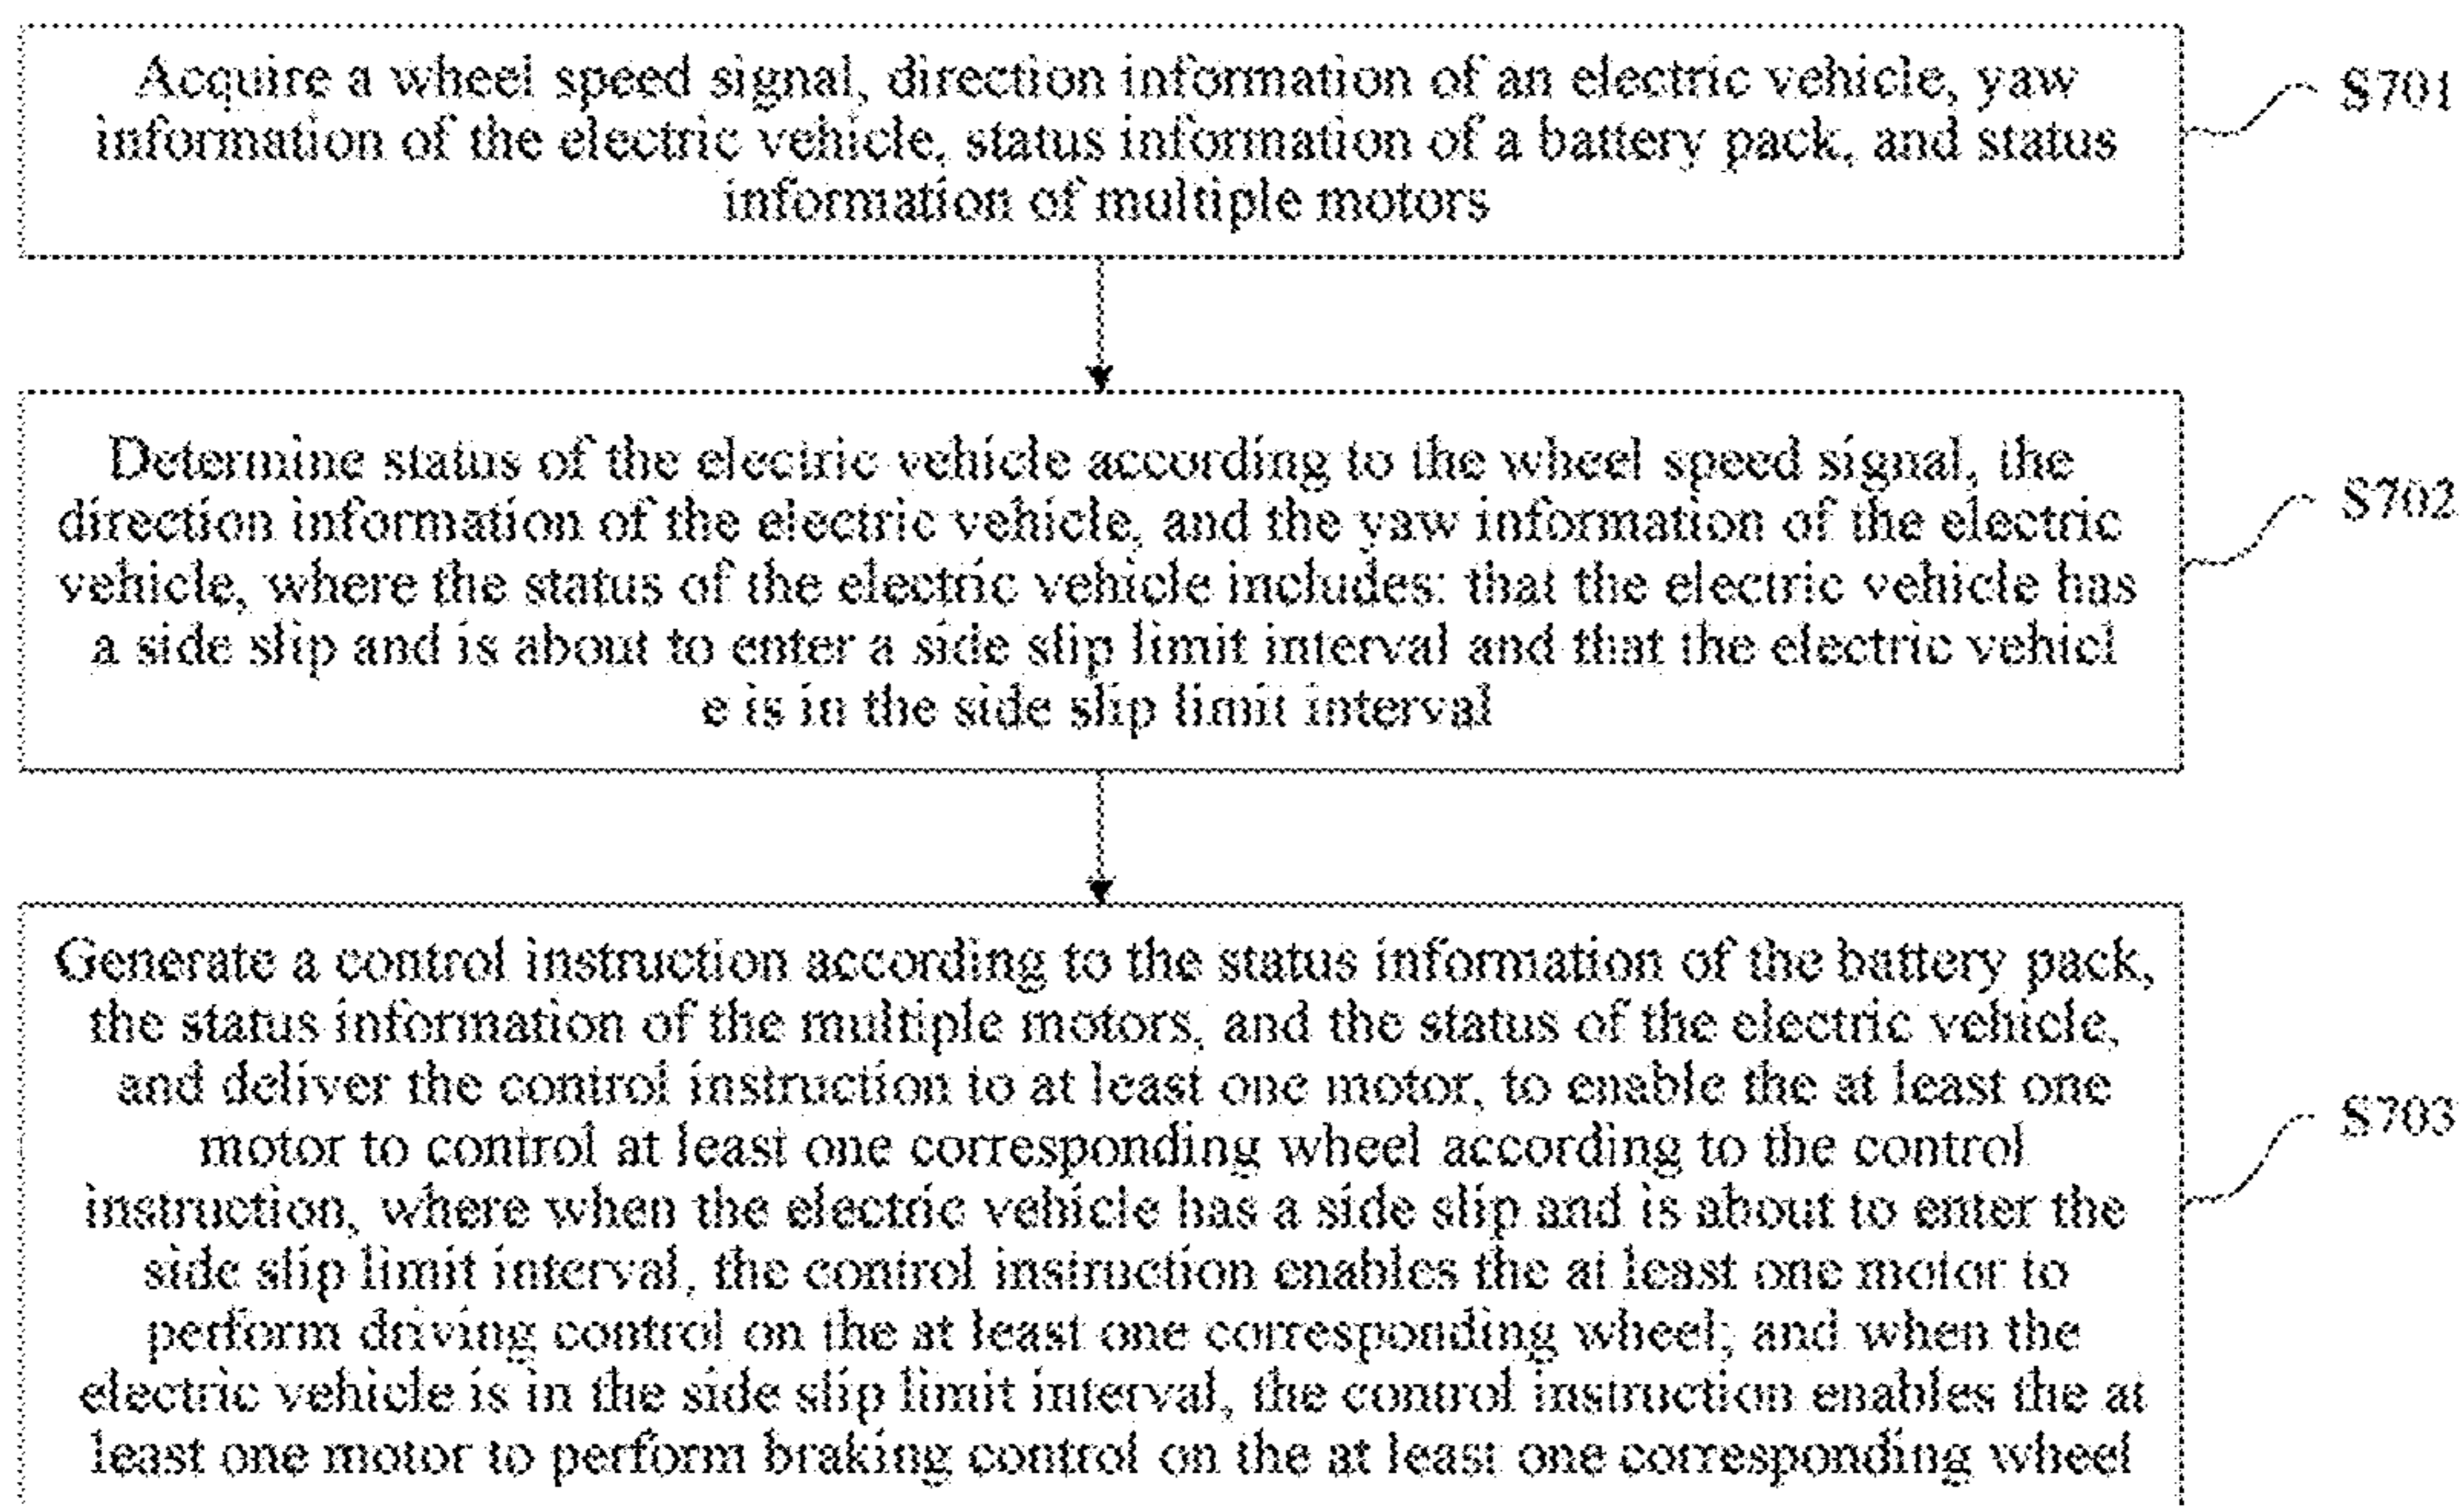 Acquire a wheel speed signal, direction information of an electric vehicle, yaw
information of the electric vehicle, status information of a battery pack, and status
information of multiple motors
S701
Determine status of the electric vehicle according to the wheel speed signal, the
direction information of the electric vehicle, and the yaw information of the electric
vehicle, where the status of the electric vehicle includes: that the electric vehicle has
a side slip and is about to enter a side slip limit interval and that the electric vehicl
e is in the side slip limit interval
S702
Generate a control instruction according to the status information of the battery pack,
the status information of the multiple motors, and the status of the electric vehicle,
and deliver the control instruction to at least one motor, to enable the at least one
motor to control at least one corresponding wheel according to the control
instruction, where when the electric vehicle has a side slip and is about to enter the
side slip limit interval, the control instruction enables the at least one motor to
perform driving control on the at least one corresponding wheel; and when the
electric vehicle is in the side slip limit interval, the control instruction enables the at
least one motor to perform braking control on the at least one corresponding wheel
S703